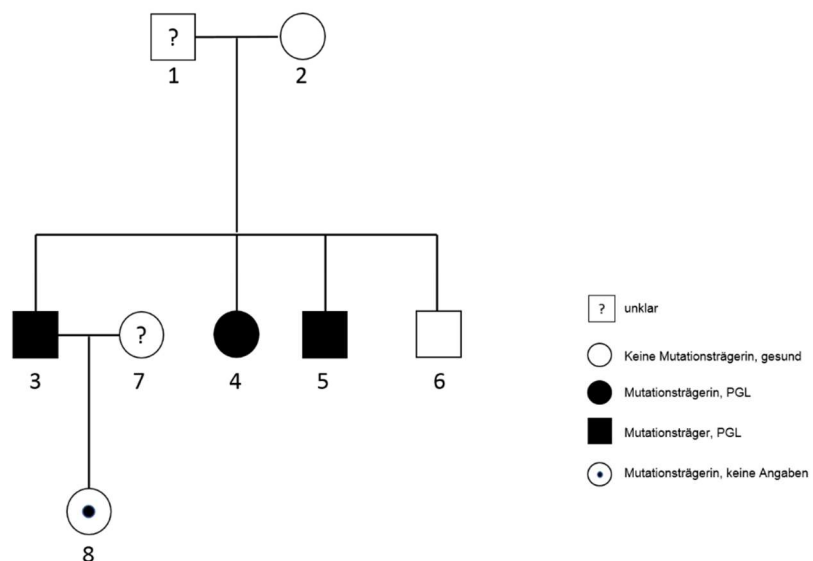 ?
1
2
?
3
7
4
5
6
8
? unklar
Keine Mutationsträgerin, gesund
Mutationsträgerin, PGL
Mutationsträger, PGL
Mutationsträgerin, keine Angaben